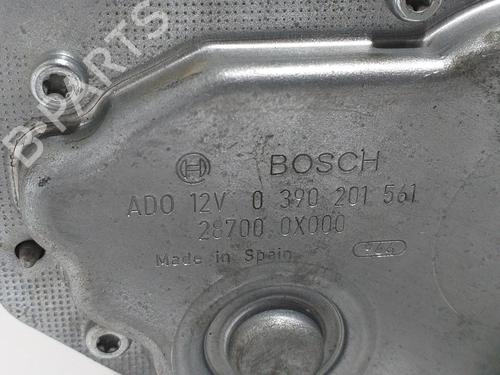 B-PARTS
BOSCH
ADO 12V 0 390 201 561
28700 0X000
Made in Spain